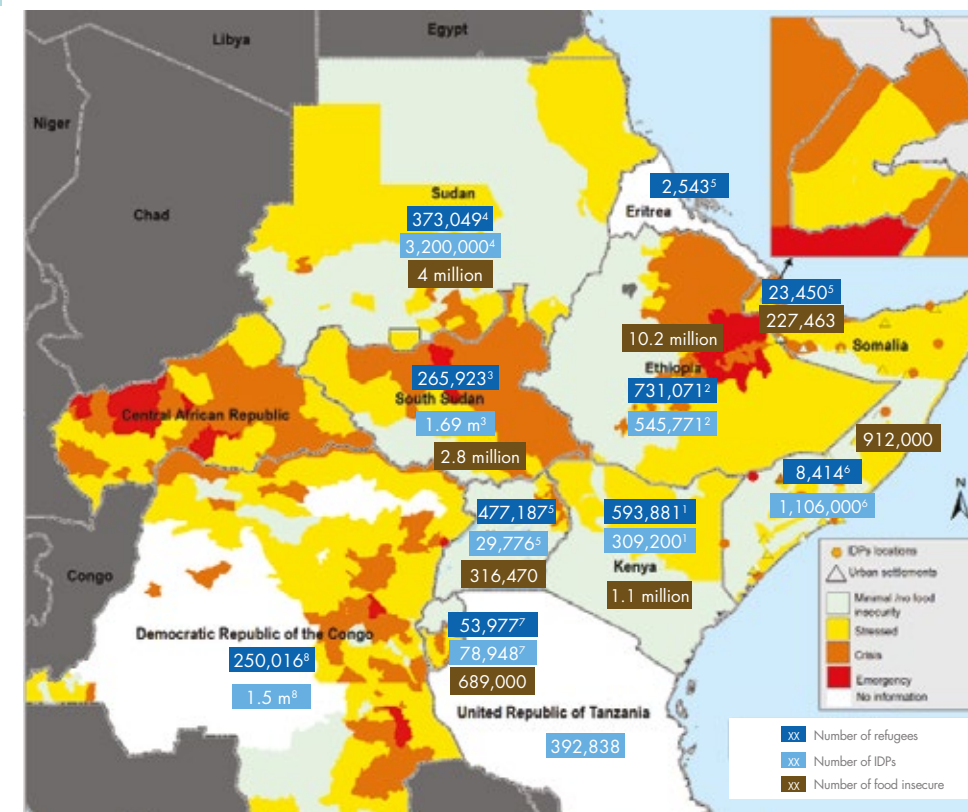 Libya
Egypt
Niger
Chad
Sudan
373,049⁴
3,200,000⁴
4 million
2,543⁵
Eritrea
23,450⁵
227,463
10.2 million
Ethiopia
731,071²
545,771²
Somalia
912,000
265,923³
South Sudan
1.69 m³
2.8 million
Central African Republic
8,414⁶
1,106,000⁶
477,187⁵
29,776⁵
316,470
593,881¹
309,200¹
Kenya
1.1 million
Congo
Democratic Republic of the Congo
250,016⁸
1.5 m⁸
53,977⁷
78,948⁷
689,000
United Republic of Tanzania
392,838
N
IDPs locations
Urban settlements
Minimal /no food
insecurity
Stressed
Crisis
Emergency
No information
xx Number of refugees
xx Number of IDPs
xx Number of food insecure